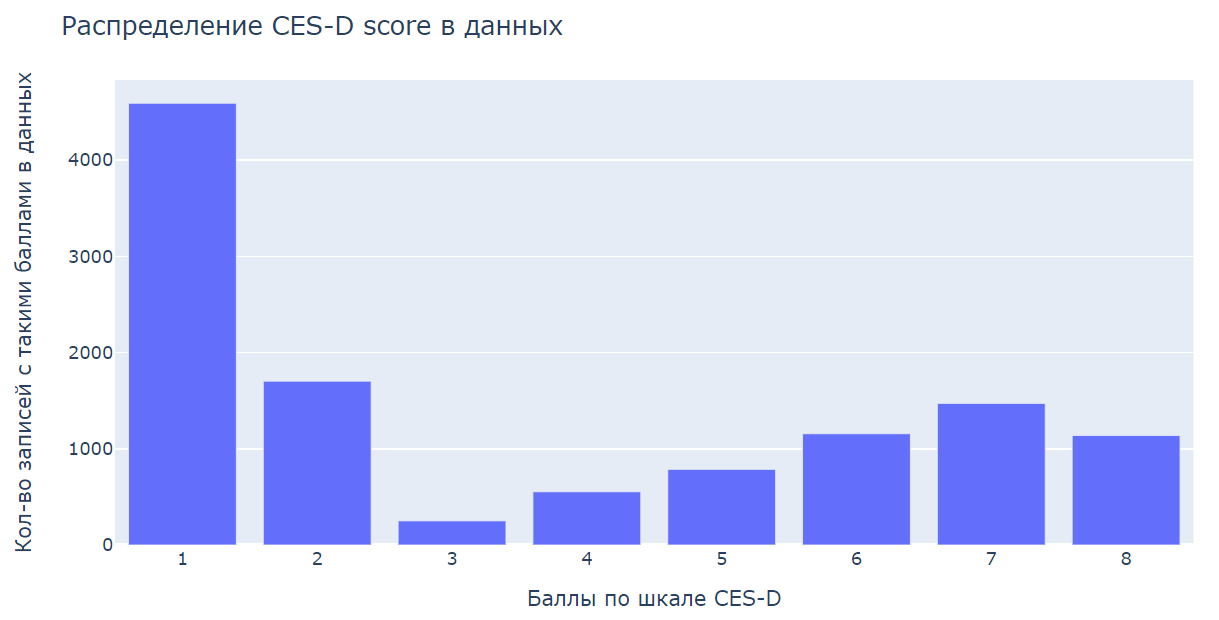 Распределение CES-D score в данных
Кол-во записей с такими баллами в данных
4000
3000
2000
1000
0
1 2 3 4 5 6 7 8
Баллы по шкале CES-D